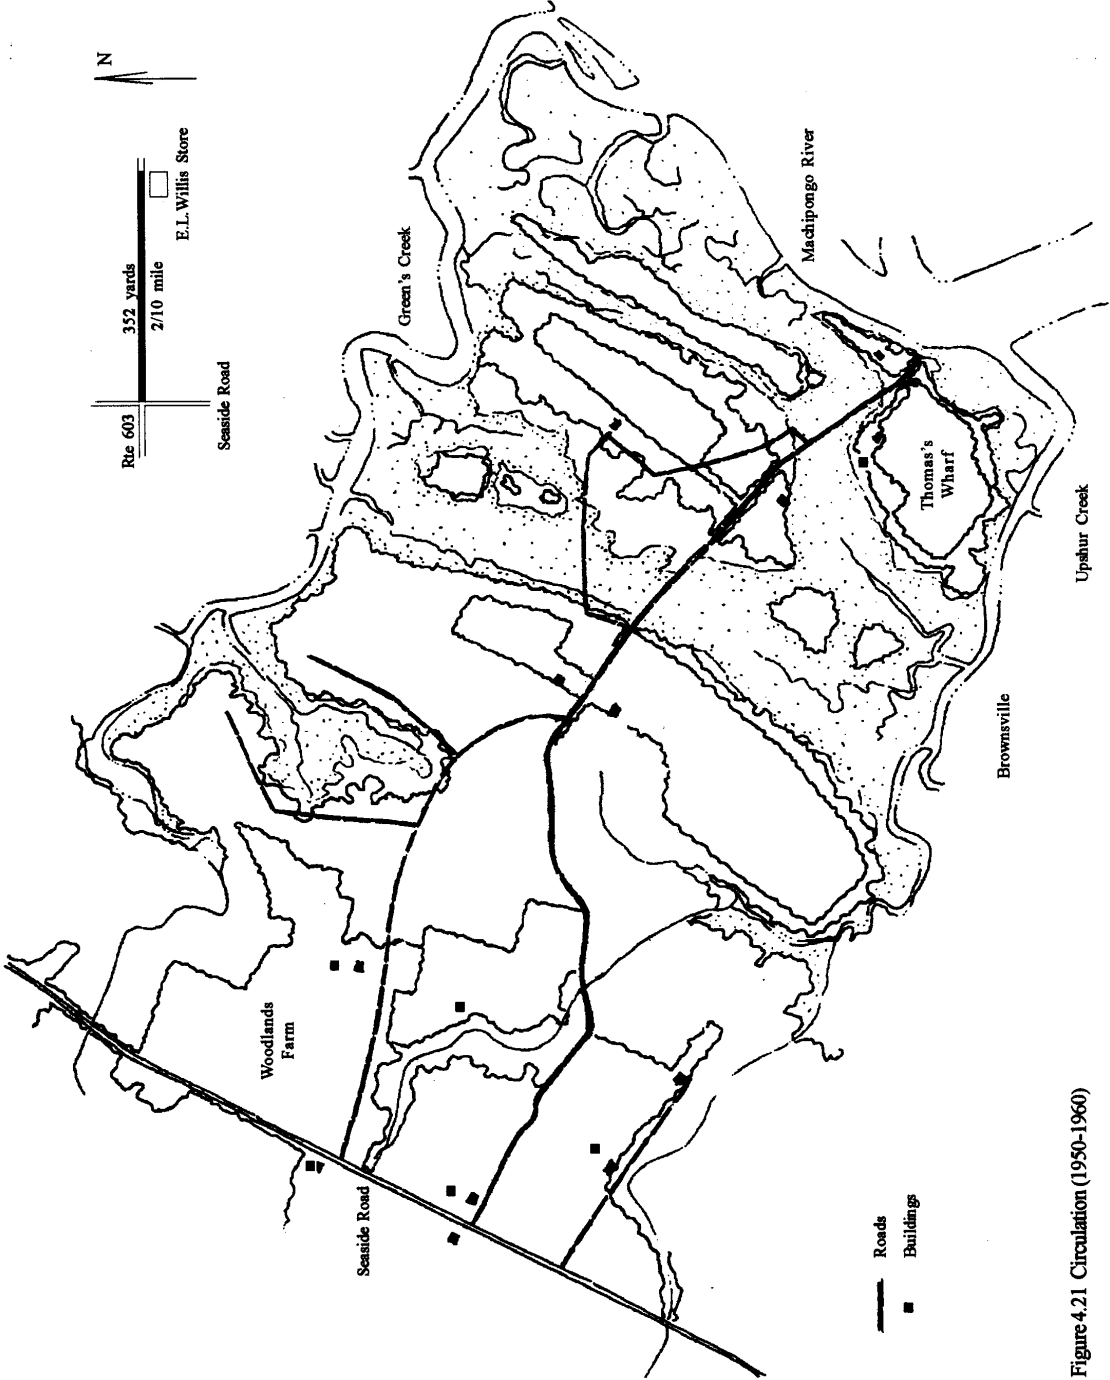 N
352 yards
2/10 mile
Rte 603
E.L.Willis Store
Seaside Road
Green's Creek
Machipongo River
Woodlands
Farm
Seaside Road
Thomas's
Wharf
Brownsville
Upshur Creek
Roads
Buildings
Figure 4.21 Circulation (1950-1960)